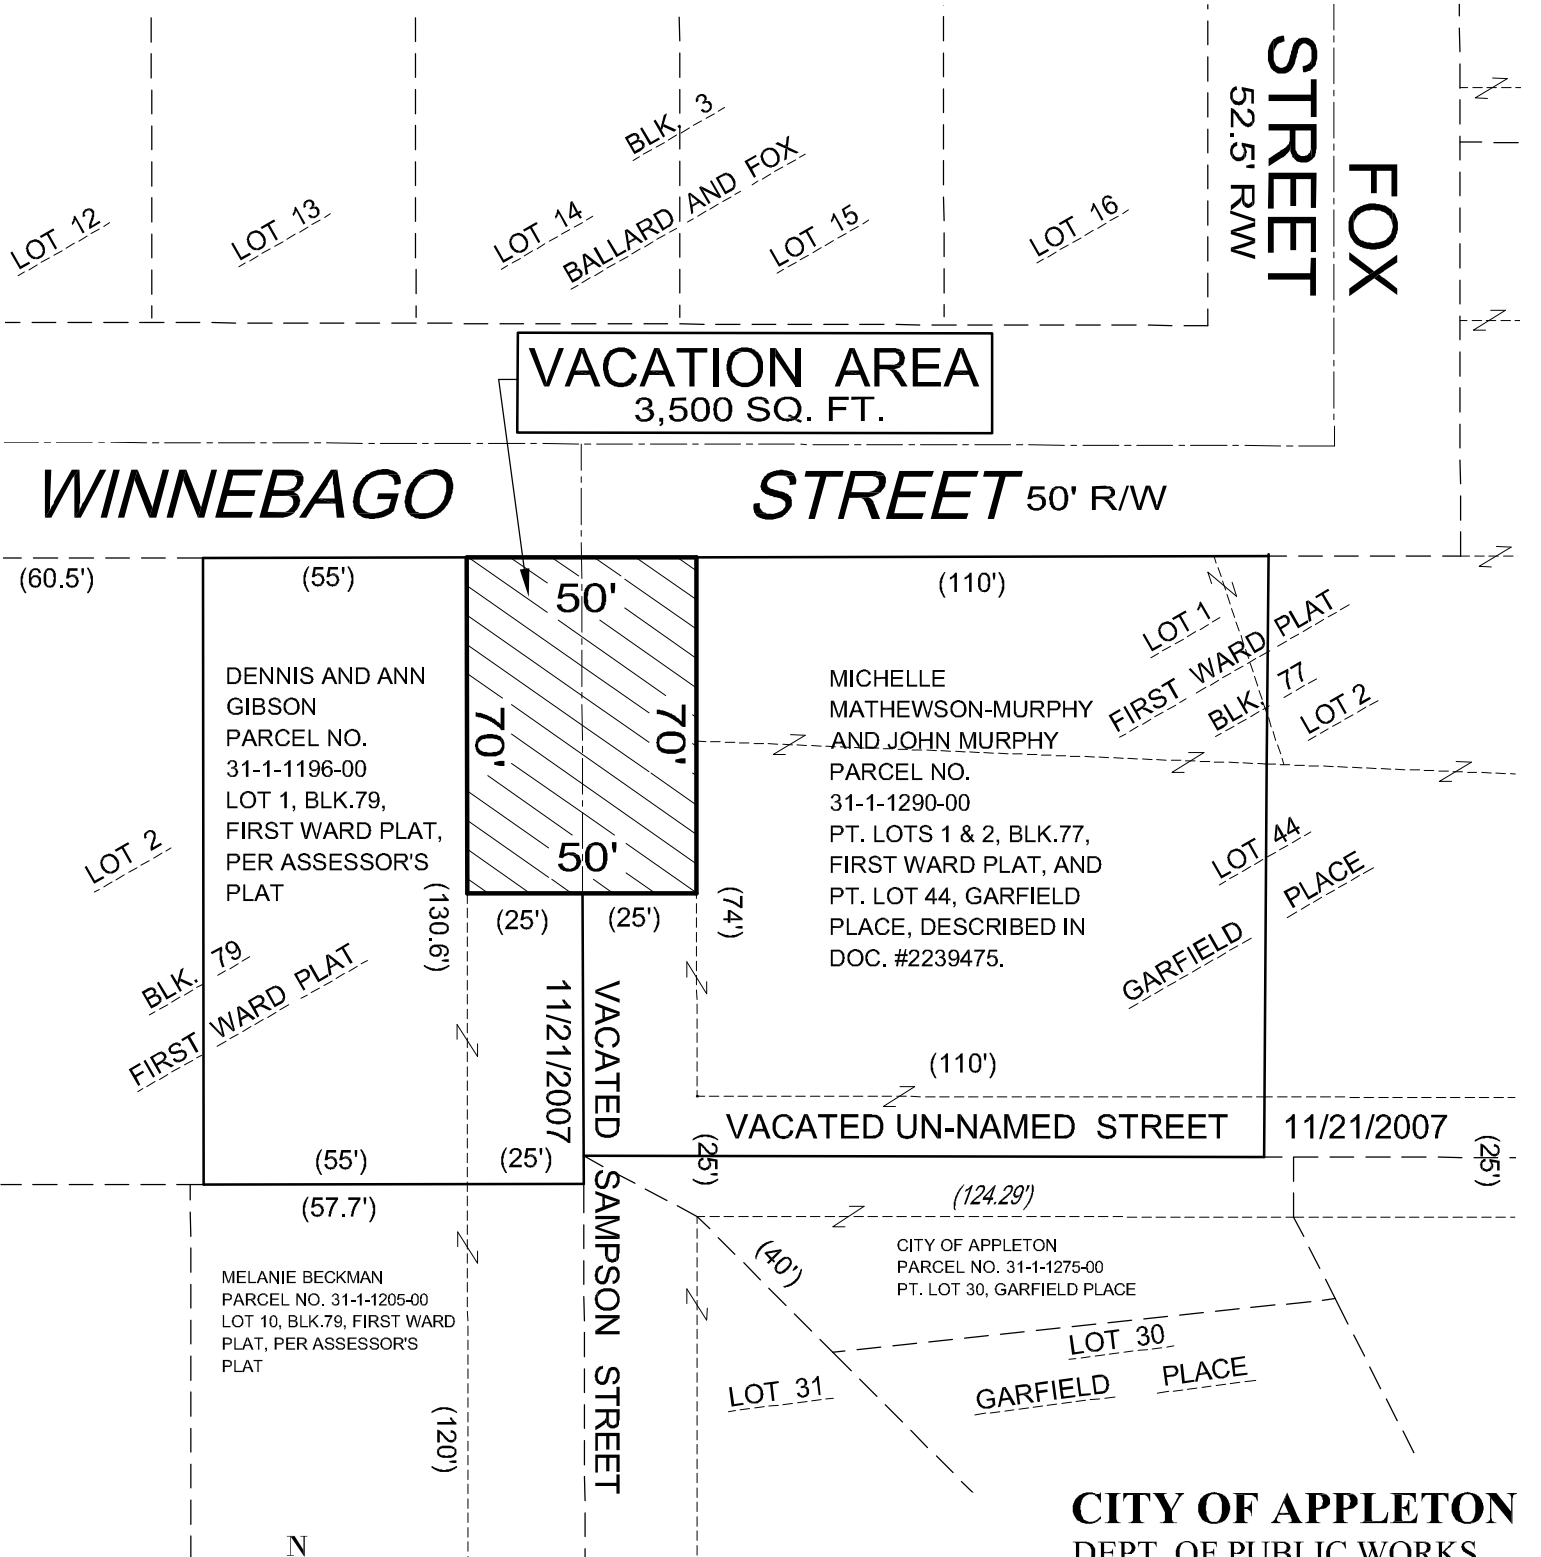 STREET
52.5' R/W
FOX
BLK. 3
BALLARD AND FOX
LOT 12
LOT 13
LOT 14
LOT 15
LOT 16
VACATION AREA
3,500 SQ. FT.
WINNEBAGO STREET 50' R/W
(60.5')
(55')
50'
(110')
DENNIS AND ANN
GIBSON
PARCEL NO.
31-1-1196-00
LOT 1, BLK.79,
FIRST WARD PLAT,
PER ASSESSOR'S
PLAT
70'
70'
50'
MICHELLE
MATHEWSON-MURPHY
AND JOHN MURPHY
PARCEL NO.
31-1-1290-00
PT. LOTS 1 & 2, BLK.77,
FIRST WARD PLAT, AND
PT. LOT 44, GARFIELD
PLACE, DESCRIBED IN
DOC. #2239475.
LOT 1
FIRST WARD PLAT
BLK. 77
LOT 2
LOT 44
GARFIELD PLACE
LOT 2
BLK. 79
FIRST WARD PLAT
(130.6')
(25')
(25')
(74')
11/21/2007
VACATED SAMPSON STREET
(110')
VACATED UN-NAMED STREET 11/21/2007
(55')
(25')
(25')
(25')
(57.7')
(124.29')
MELANIE BECKMAN
PARCEL NO. 31-1-1205-00
LOT 10, BLK.79, FIRST WARD
PLAT, PER ASSESSOR'S
PLAT
(40')
CITY OF APPLETON
PARCEL NO. 31-1-1275-00
PT. LOT 30, GARFIELD PLACE
LOT 30
GARFIELD PLACE
LOT 31
(120')
N
CITY OF APPLETON
DEPT. OF PUBLIC WORKS